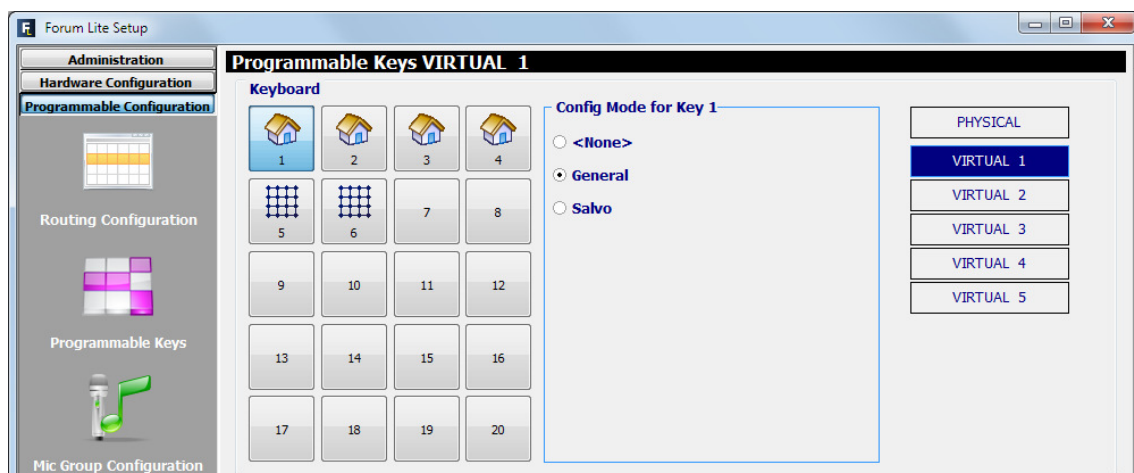 Forum Lite Setup
Administration
Hardware Configuration
Programmable Configuration
Routing Configuration
Programmable Keys
Mic Group Configuration
Programmable Keys VIRTUAL 1
Keyboard
1 2 3 4
5 6 7 8
9 10 11 12
13 14 15 16
17 18 19 20
Config Mode for Key 1
<None>
General
Salvo
PHYSICAL
VIRTUAL 1
VIRTUAL 2
VIRTUAL 3
VIRTUAL 4
VIRTUAL 5